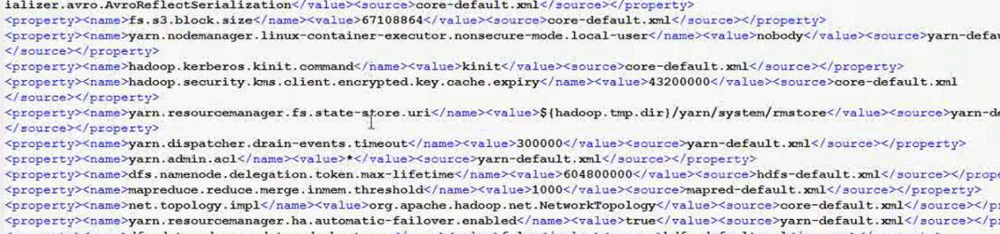 ializer.avro.AvroReflectSerialization</value><source>core-default.xml</source></property>
<property><name>fs.s3.block.size</name><value>67108864</value><source>core-default.xml</source></property>
<property><name>yarn.nodemanager.linux-container-executor.nonsecure-mode.local-user</name><value>nobody</value><source>yarn-defau
</source></property>
<property><name>hadoop.kerberos.kinit.command</name><value>kinit</value><source>core-default.xml</source></property>
<property><name>hadoop.security.kms.client.encrypted.key.cache.expiry</name><value>43200000</value><source>core-default.xml
</source></property>
<property><name>yarn.resourcemanager.fs.state-store.uri</name><value>${hadoop.tmp.dir}/yarn/system/rmstore</value><source>yarn-de
</source></property>
<property><name>yarn.dispatcher.drain-events.timeout</name><value>300000</value><source>yarn-default.xml</source></property>
<property><name>yarn.admin.acl</name><value>*</value><source>yarn-default.xml</source></property>
<property><name>dfs.namenode.delegation.token.max-lifetime</name><value>604800000</value><source>hdfs-default.xml</source></prope
<property><name>mapreduce.reduce.merge.inmem.threshold</name><value>1000</value><source>mapred-default.xml</source></property>
<property><name>net.topology.impl</name><value>org.apache.hadoop.net.NetworkTopology</value><source>core-default.xml</source></pr
<property><name>yarn.resourcemanager.ha.automatic-failover.enabled</name><value>true</value><source>yarn-default.xml</source></pr